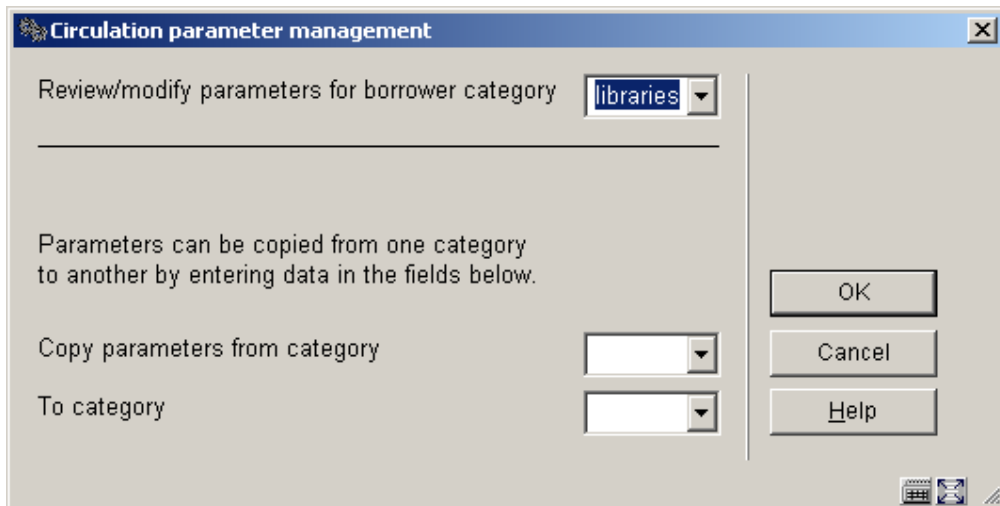 Circulation parameter management
Review/modify parameters for borrower category libraries
Parameters can be copied from one category
to another by entering data in the fields below.
OK
Copy parameters from category
Cancel
To category
Help